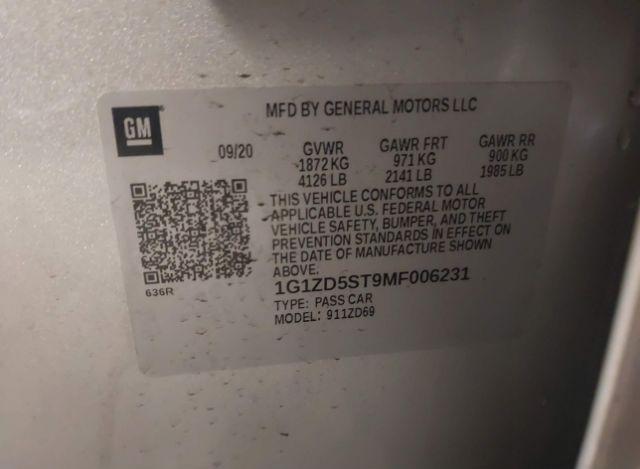 MFD BY GENERAL MOTORS LLC
GM
09/20 GVWR GAWR FRT GAWR RR
1872 KG 971 KG 900 KG
4126 LB 2141 LB 1985 LB
THIS VEHICLE CONFORMS TO ALL
APPLICABLE U.S. FEDERAL MOTOR
VEHICLE SAFETY, BUMPER, AND THEFT
PREVENTION STANDARDS IN EFFECT ON
THE DATE OF MANUFACTURE SHOWN
ABOVE.
636R
1G1ZD5ST9MF006231
TYPE: PASS CAR
MODEL: 911ZD69